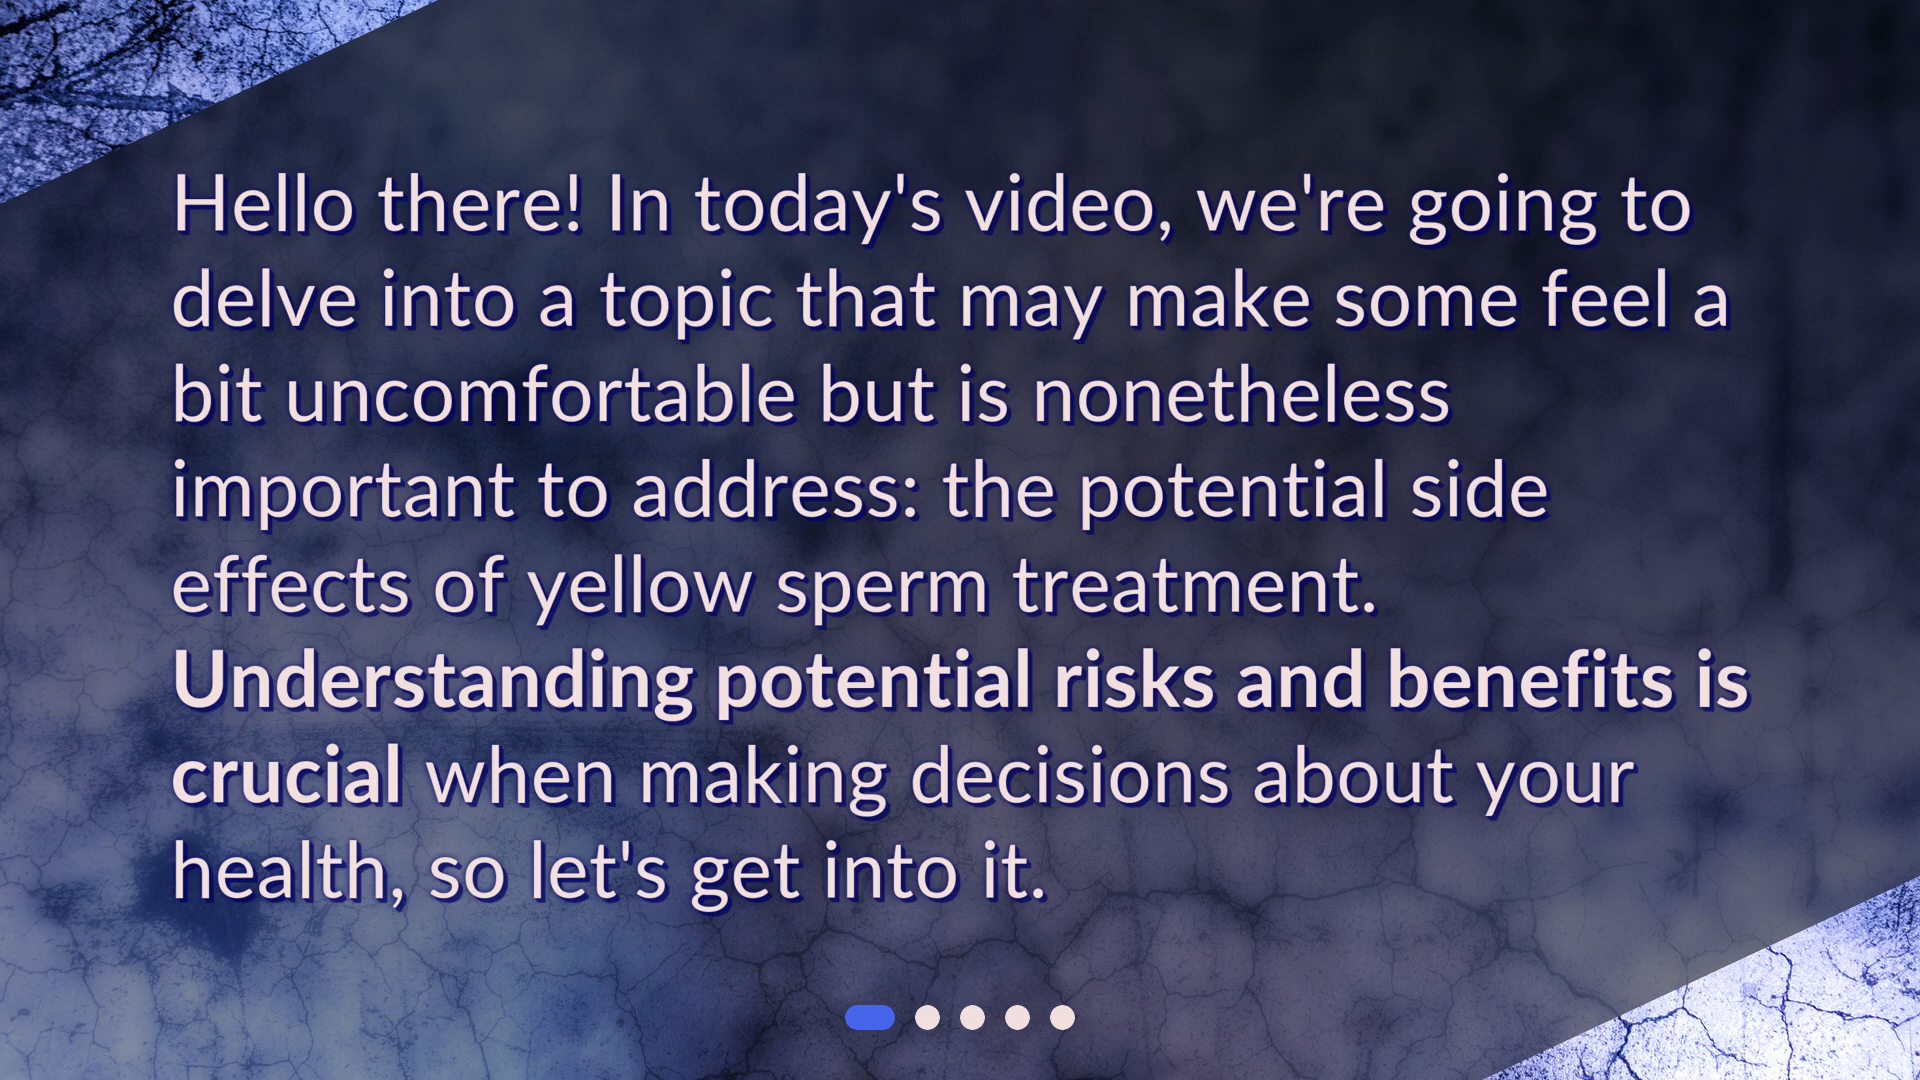 Hello there! In today's video, we're going to
delve into a topic that may make some feel a
bit uncomfortable but is nonetheless
important to address: the potential side
effects of yellow sperm treatment.
Understanding potential risks and benefits is
crucial when making decisions about your
health, so let's get into it.